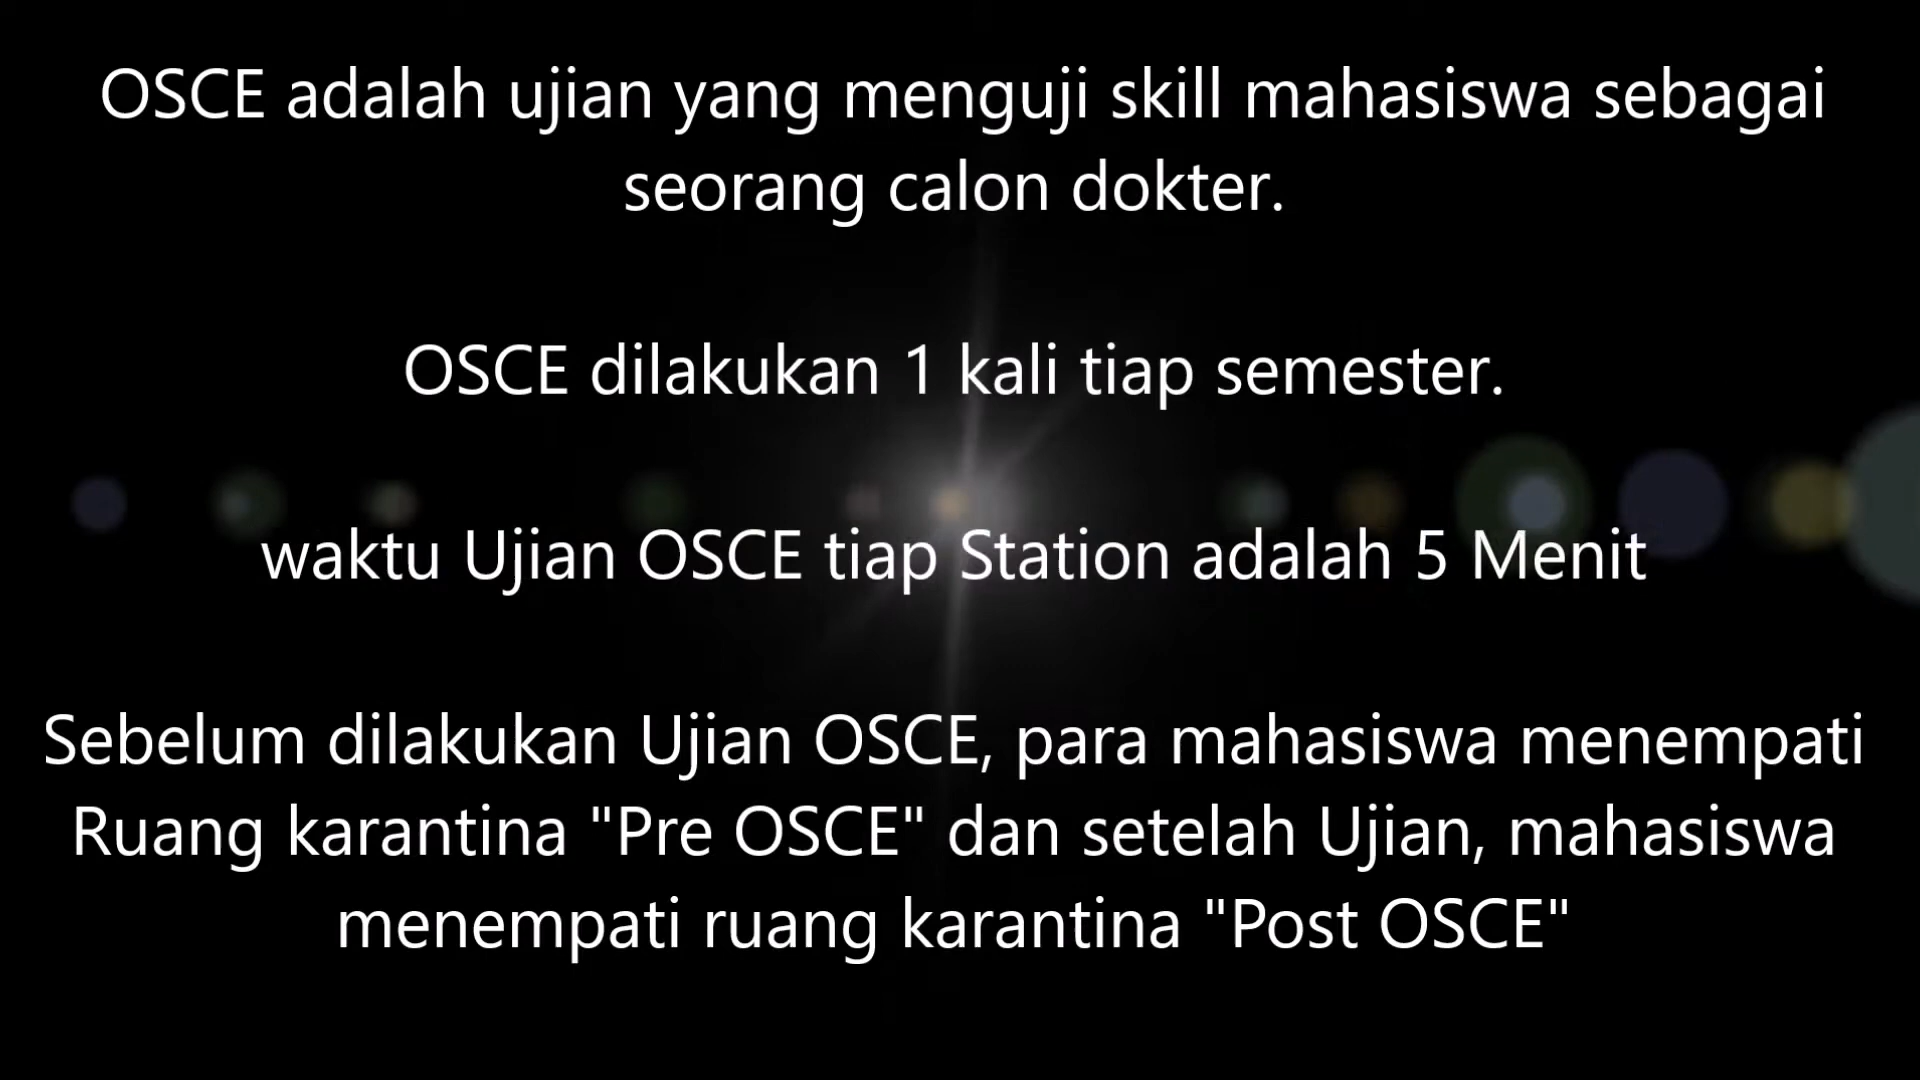 OSCE adalah ujian yang menguji skill mahasiswa sebagai
seorang calon dokter.
OSCE dilakukan 1 kali tiap semester.
waktu Ujian OSCE tiap Station adalah 5 Menit
Sebelum dilakukan Ujian OSCE, para mahasiswa menempati
Ruang karantina "Pre OSCE" dan setelah Ujian, mahasiswa
menempati ruang karantina "Post OSCE"